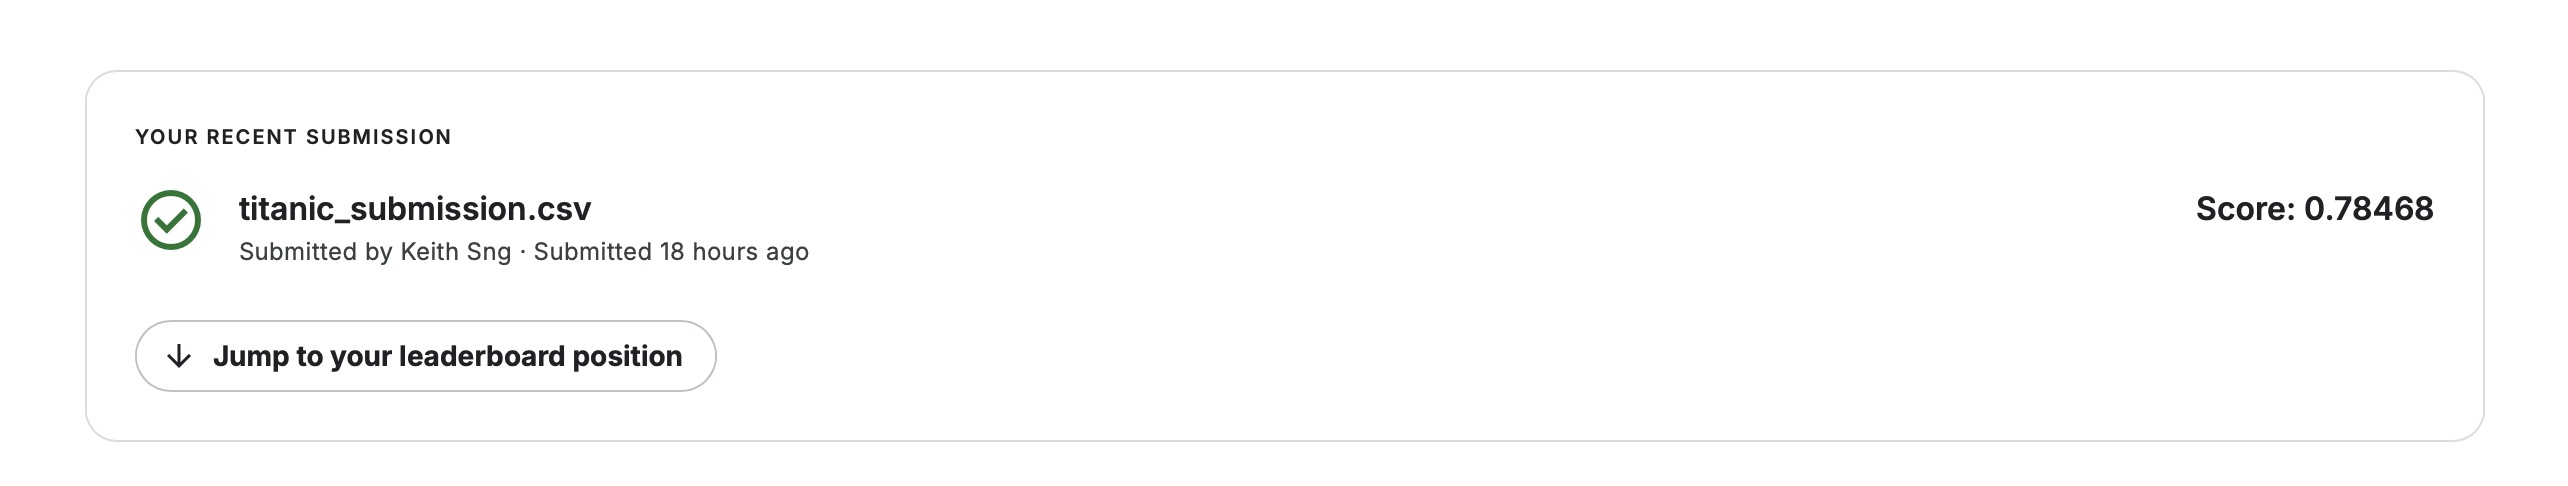 YOUR RECENT SUBMISSION
titanic_submission.csv
Score: 0.78468
Submitted by Keith Sng · Submitted 18 hours ago
Jump to your leaderboard position